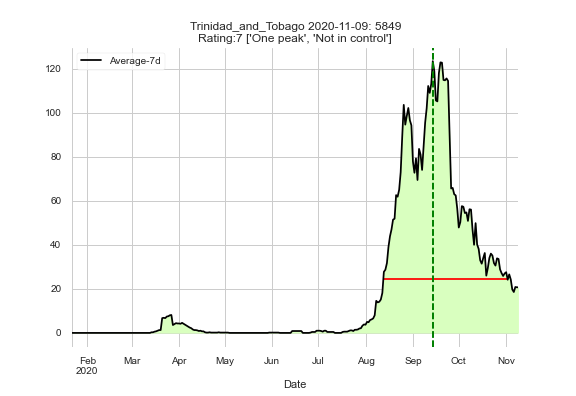 Trinidad_and_Tobago 2020-11-09: 5849
Rating:7 ['One peak', 'Not in control']
Average-7d
120
100
80
60
40
20
0
Feb Mar Apr May Jun Jul Aug Sep Oct Nov
2020
Date